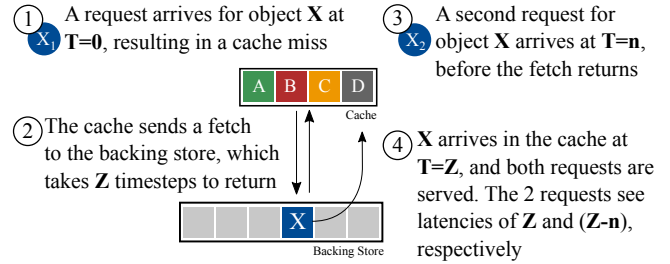 1 A request arrives for object X at
X1 T=0, resulting in a cache miss
3 A second request for
X2 object X arrives at T=n,
before the fetch returns
A B C D
Cache
2 The cache sends a fetch
to the backing store, which
takes Z timesteps to return
4 X arrives in the cache at
T=Z, and both requests are
served. The 2 requests see
latencies of Z and (Z-n),
respectively
X
Backing Store